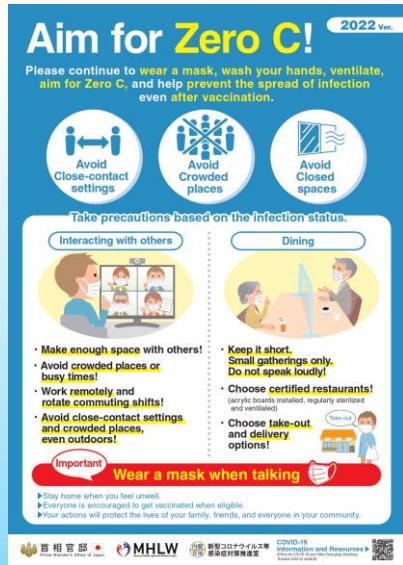 2022 Ver.
Aim for Zero C!
Please continue to wear a mask, wash your hands, ventilate,
aim for Zero C, and help prevent the spread of infection
even after vaccination.
Avoid
Close-contact
settings
Avoid
Crowded
places
Avoid
Closed
spaces
Take precautions based on the infection status.
Interacting with others
・Make enough space with others!
・Avoid crowded places or
busy times!
・Work remotely and
rotate commuting shifts!
・Avoid close-contact settings
and crowded places,
even outdoors!
Dining
・Keep it short.
Small gatherings only.
Do not speak loudly!
・Choose certified restaurants!
(acrylic boards installed, regularly sterilized
and ventilated)
・Choose take-out
and delivery
options!
Take-out
Important
Wear a mask when talking
▶Stay home when you feel unwell.
▶Everyone is encouraged to get vaccinated when eligible.
▶Your actions will protect the lives of your family, friends, and everyone in your community.
首相官邸
Prime Minister's Office of Japan
MHLW
新型コロナウイルス等
感染症対策推進室
COVID-19
Information and Resources